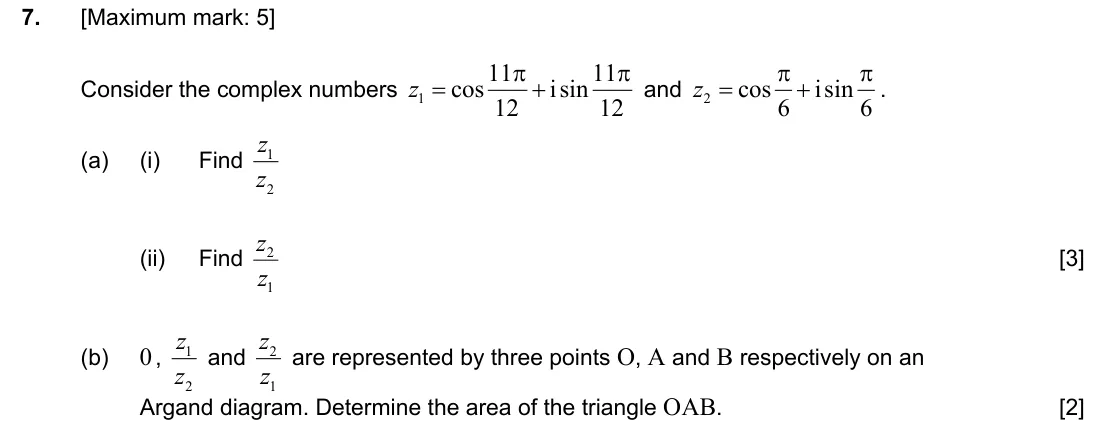 7. [Maximum mark: 5]
Consider the complex numbers z₁ = cos 11π/12 + i sin 11π/12 and z₂ = cos π/6 + i sin π/6 .
(a) (i) Find z₁/z₂
(ii) Find z₂/z₁ [3]
(b) 0 , z₁/z₂ and z₂/z₁ are represented by three points O, A and B respectively on an
Argand diagram. Determine the area of the triangle OAB. [2]